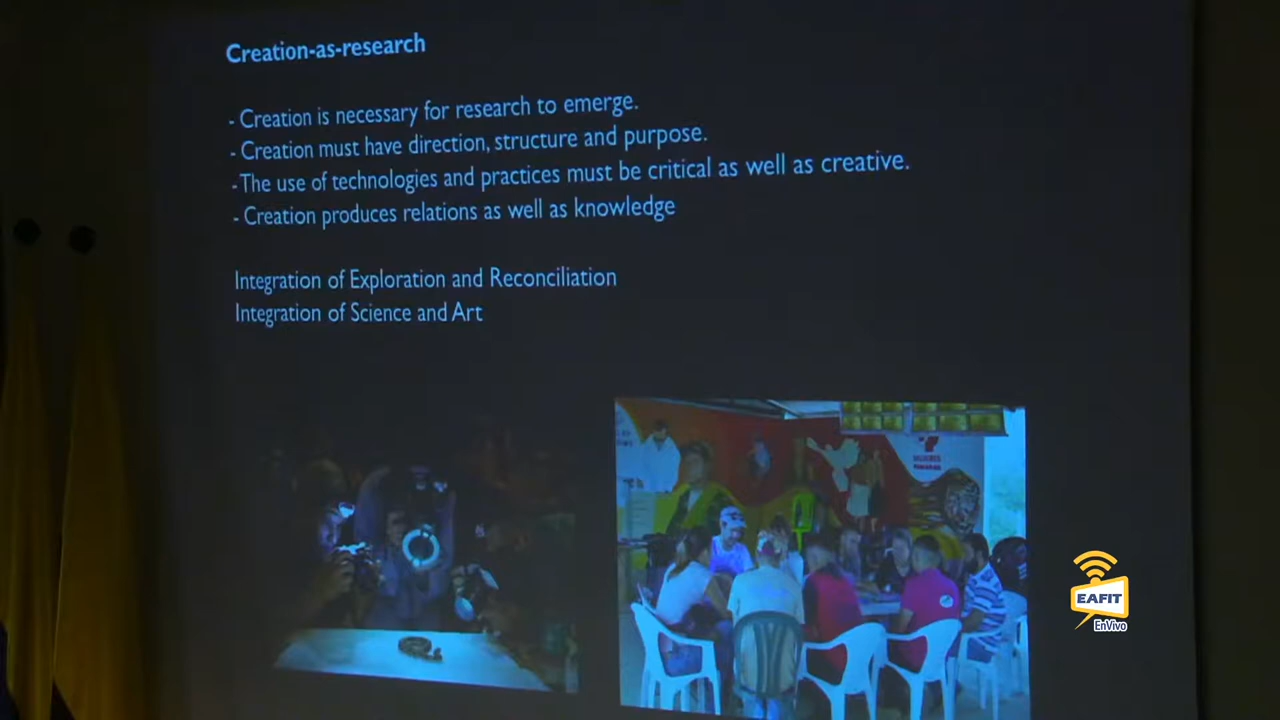 Creation-as-research
- Creation is necessary for research to emerge.
- Creation must have direction, structure and purpose.
- The use of technologies and practices must be critical as well as creative.
- Creation produces relations as well as knowledge
Integration of Exploration and Reconciliation
Integration of Science and Art
EAFIT
EnVivo